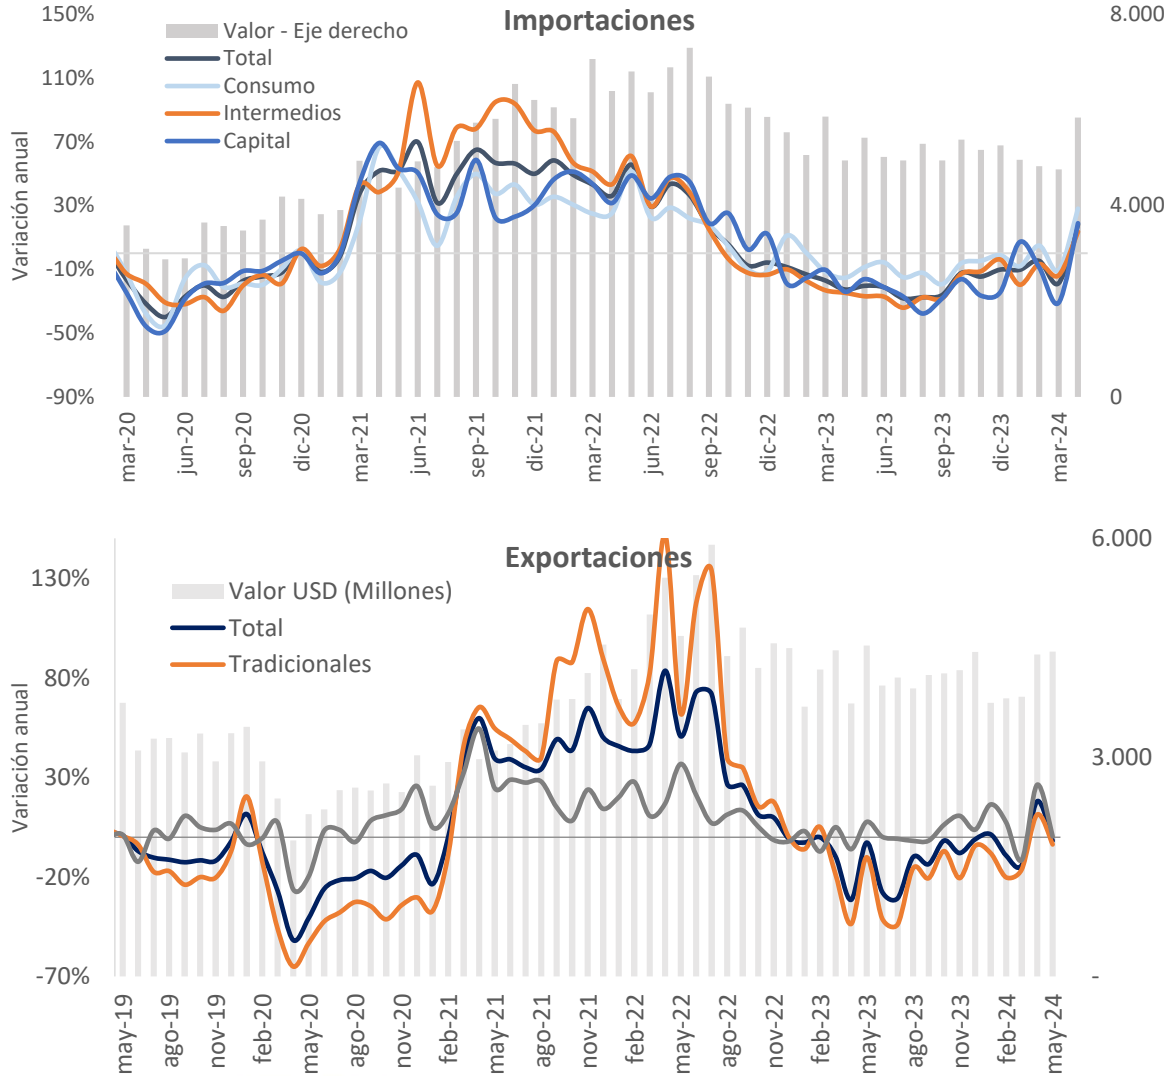 Importaciones
150%
110%
70%
30%
-10%
-50%
-90%
Variación anual
Valor - Eje derecho
Total
Consumo
Intermedios
Capital
8.000
4.000
0
mar-20
jun-20
sep-20
dic-20
mar-21
jun-21
sep-21
dic-21
mar-22
jun-22
sep-22
dic-22
mar-23
jun-23
sep-23
dic-23
mar-24
Exportaciones
130%
80%
30%
-20%
-70%
Variación anual
Valor USD (Millones)
Total
Tradicionales
6.000
3.000
-
may-19
ago-19
nov-19
feb-20
may-20
ago-20
nov-20
feb-21
may-21
ago-21
nov-21
feb-22
may-22
ago-22
nov-22
feb-23
may-23
ago-23
nov-23
feb-24
may-24